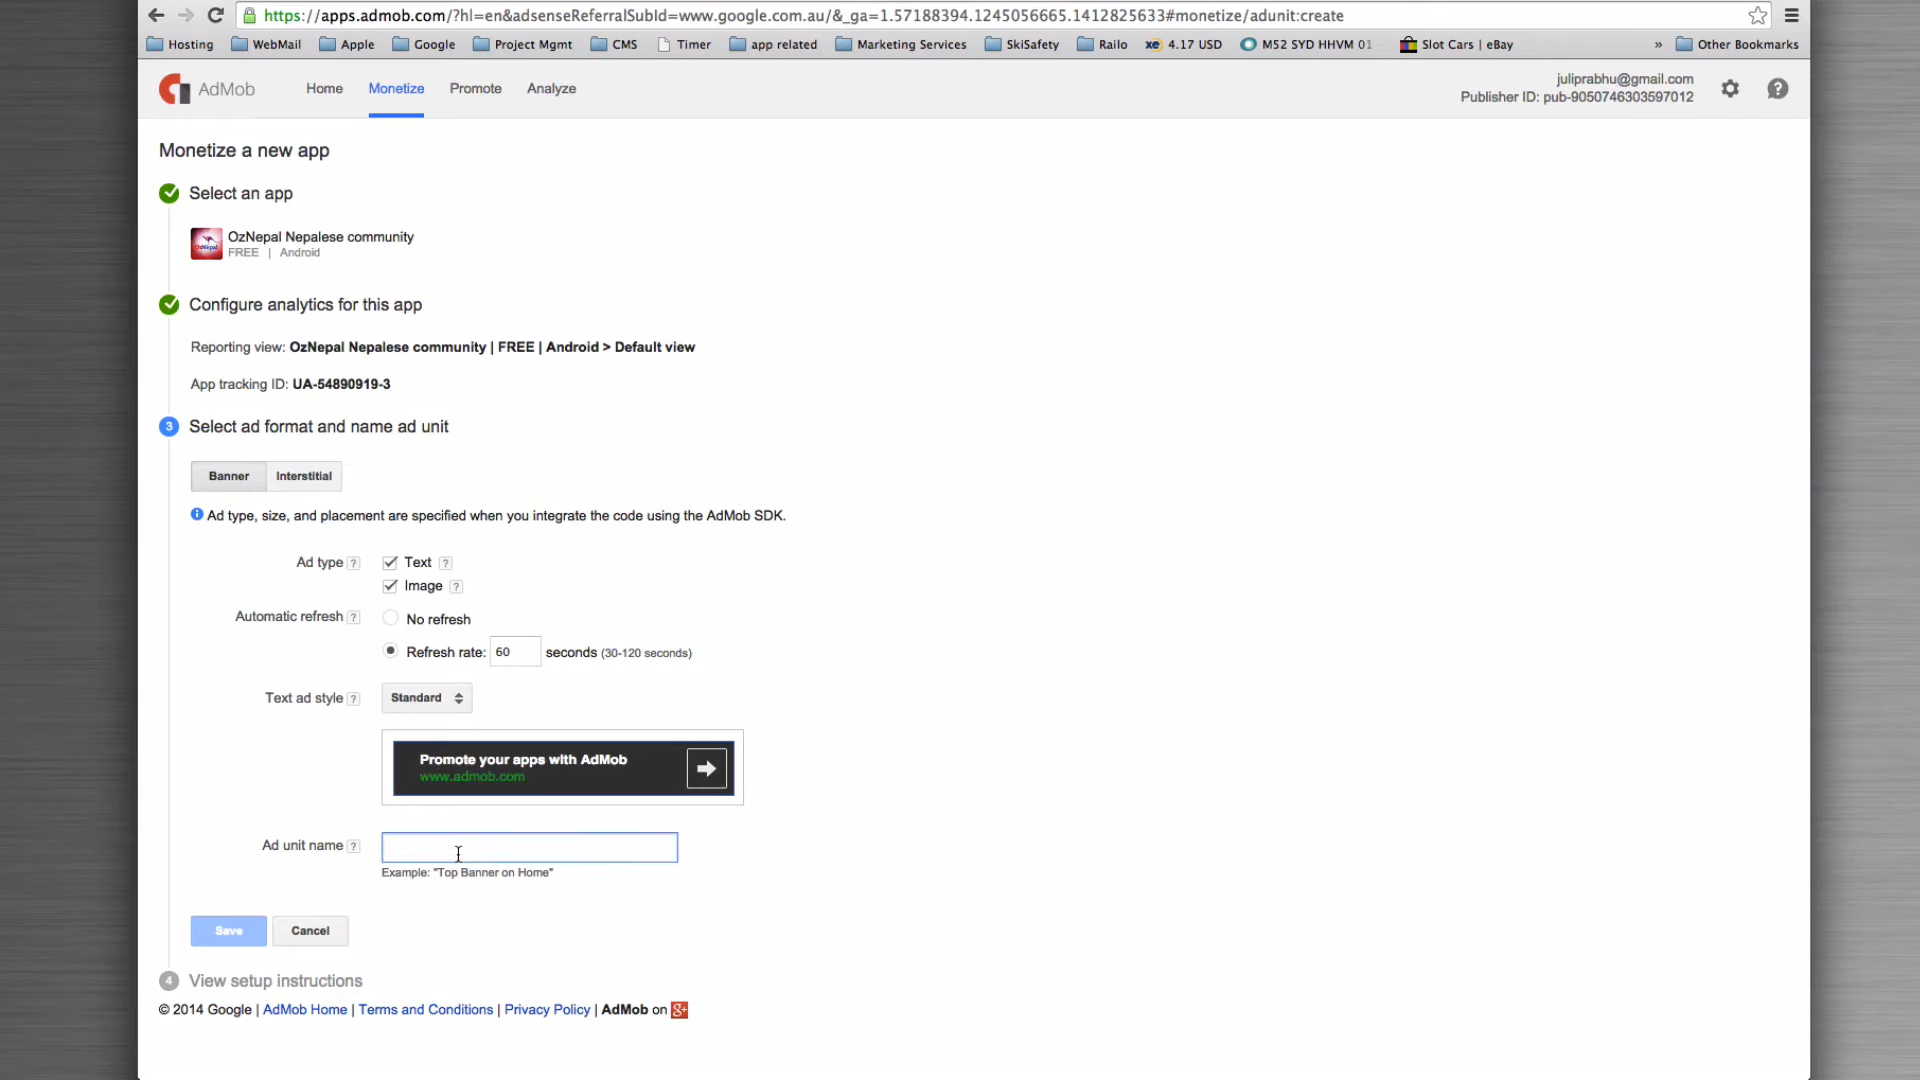 https://apps.admob.com/?hl=en&adsenseReferralSubId=www.google.com.au/&_ga=1.57188394.1245056665.1412825633#monetize/adunit:create
Hosting WebMail Apple Google Project Mgmt CMS Timer app related Marketing Services SkiSafety Railo xe 4.17 USD M52 SYD HHVM 01 Slot Cars | eBay » Other Bookmarks
AdMob Home Monetize Promote Analyze
juliprabhu@gmail.com
Publisher ID: pub-9050746303597012
?
Monetize a new app
Select an app
OzNepal
OzNepal Nepalese community
FREE | Android
Configure analytics for this app
Reporting view: OzNepal Nepalese community | FREE | Android > Default view
App tracking ID: UA-54890919-3
3 Select ad format and name ad unit
Banner Interstitial
i Ad type, size, and placement are specified when you integrate the code using the AdMob SDK.
Ad type ? Text ?
Image ?
Automatic refresh ? No refresh
Refresh rate: 60 seconds (30-120 seconds)
Text ad style ? Standard
Promote your apps with AdMob
www.admob.com
Ad unit name ?
Example: "Top Banner on Home"
Save Cancel
4 View setup instructions
© 2014 Google | AdMob Home | Terms and Conditions | Privacy Policy | AdMob on g+